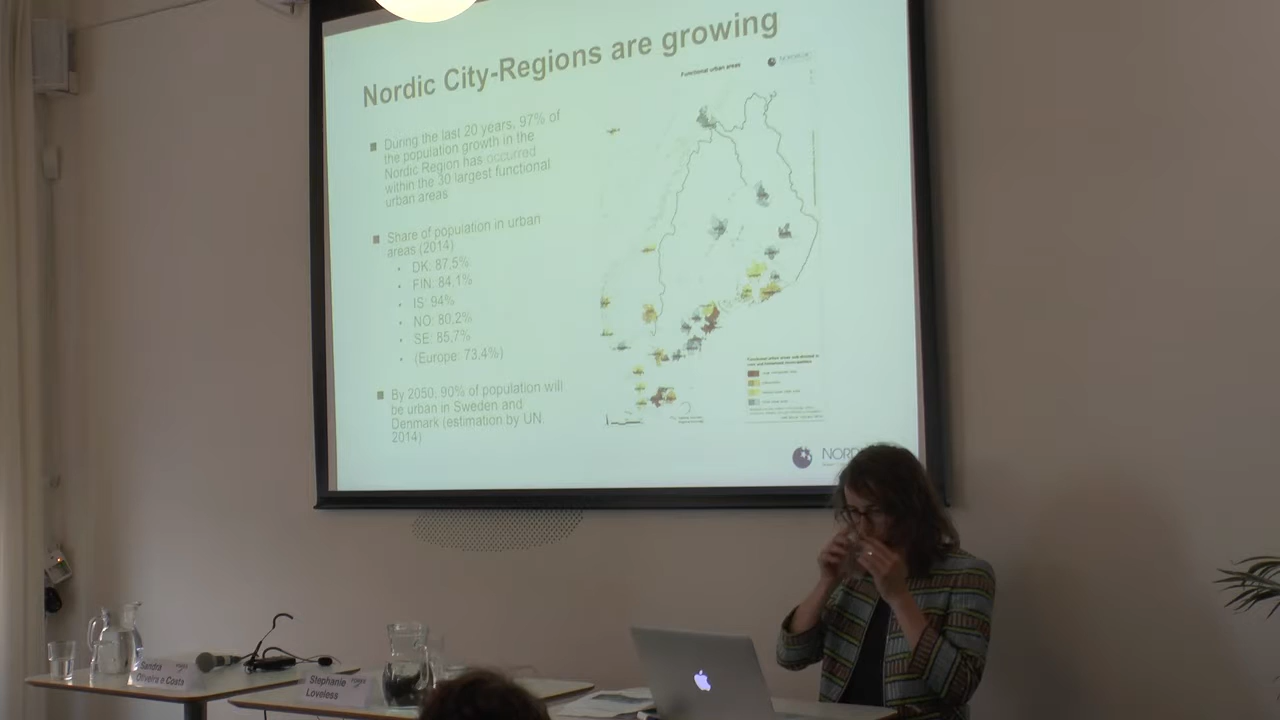 Nordic City-Regions are growing
During the last 20 years, 97% of
the population growth in the
Nordic Region has occurred
within the 30 largest functional
urban areas
Share of population in urban
areas (2014)
DK: 87,5%
FIN: 84,1%
IS: 94%
NO: 80,2%
SE: 85,7%
(Europe: 73,4%)
By 2050, 90% of population will
be urban in Sweden and
Denmark (estimation by UN
2014)
Functional urban areas
NORD
Sandra
Oliveira e Costa
Stephanie
Loveless